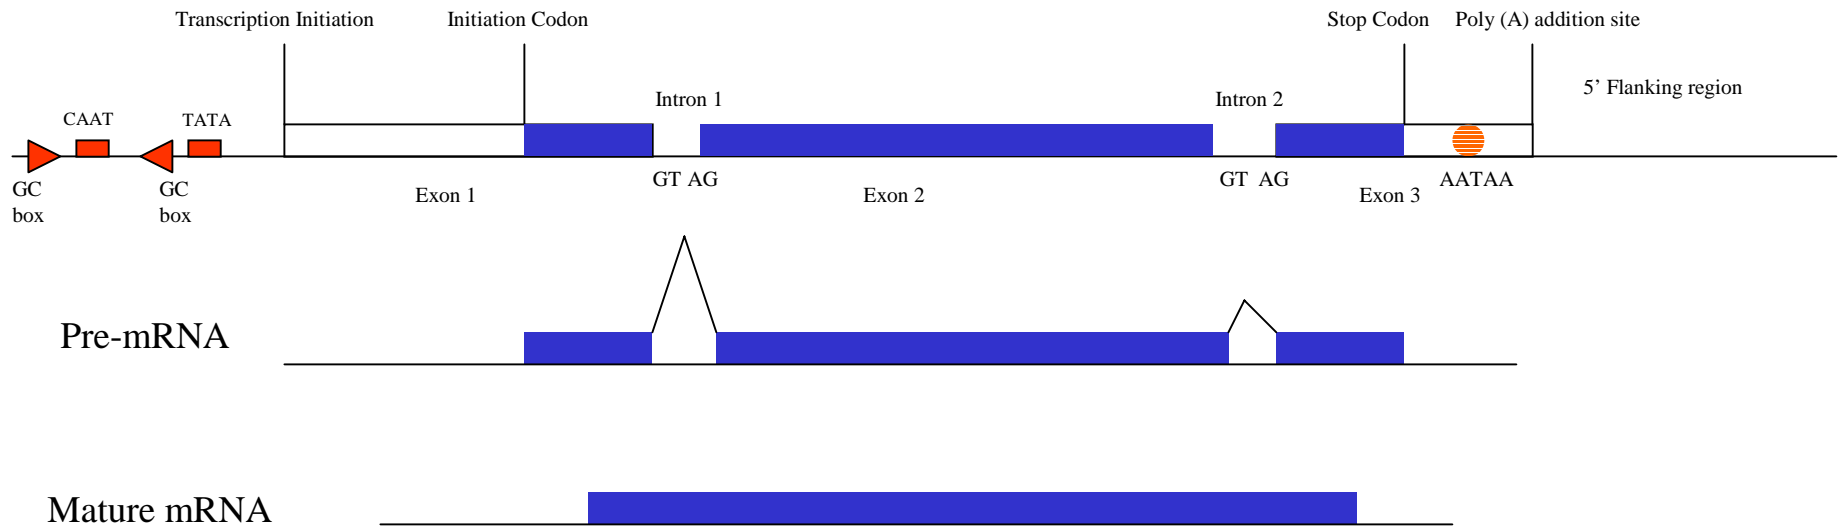 Transcription Initiation
Initiation Codon
Stop Codon
Poly (A) addition site
5’ Flanking region
Intron 1
Intron 2
CAAT
TATA
GC
box
GC
box
GT AG
GT AG
AATAA
Exon 1
Exon 2
Exon 3
Pre-mRNA
Mature mRNA